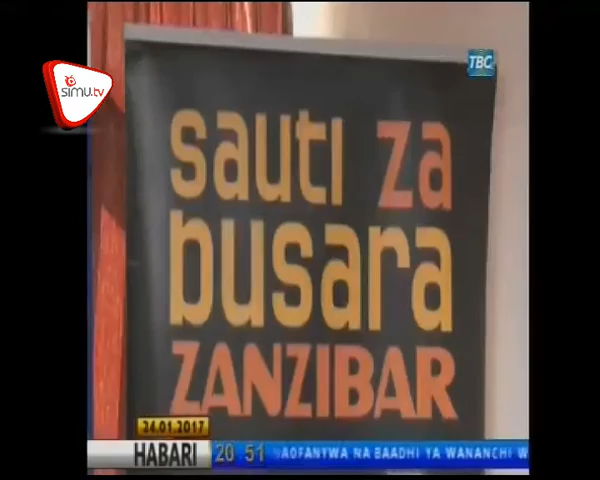 simu.tv
TBC
sauti za
busara
ZANZIBAR
24.01.2017
HABARI 20 51 AOFANYWA NA BAADHI YA WANANCHI W